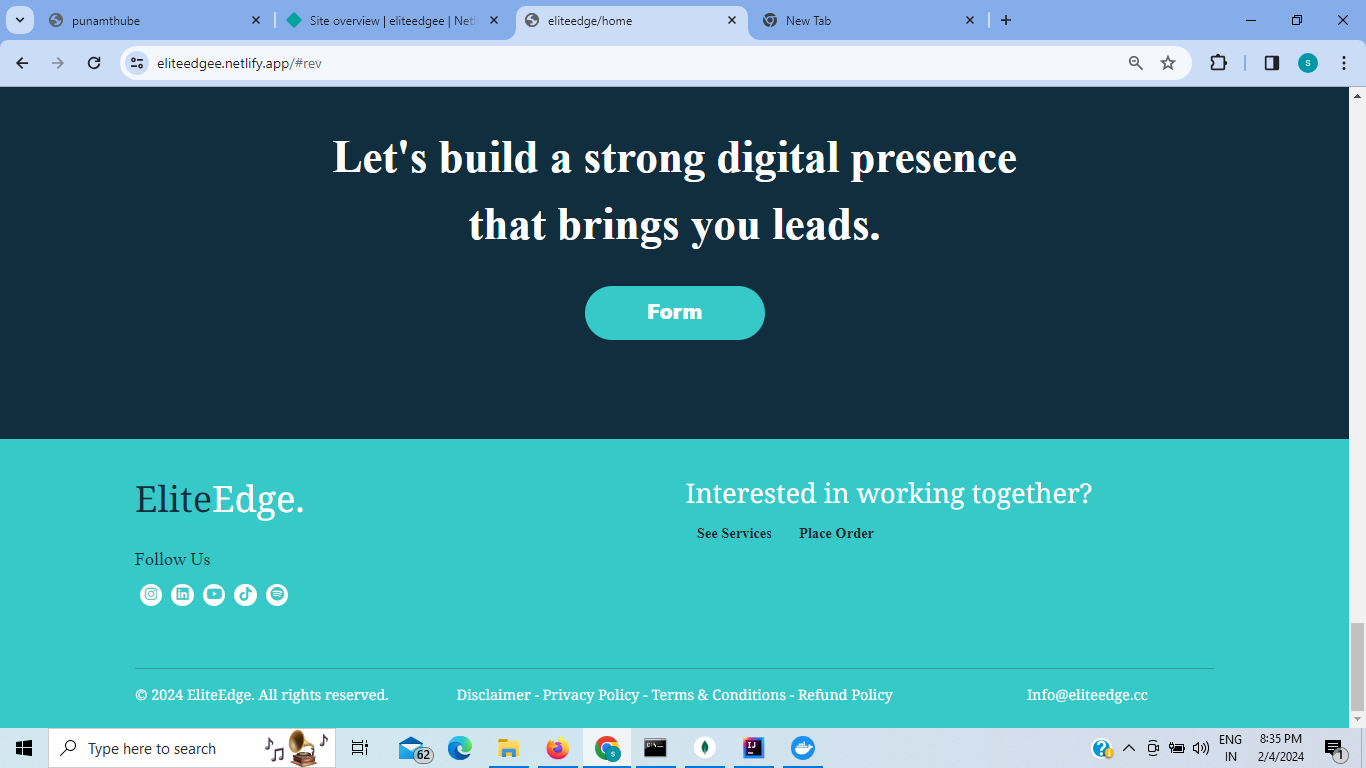 punamthube
Site overview | eliteedgee | Netl
eliteedge/home
New Tab
eliteedgee.netlify.app/#rev
s
Let's build a strong digital presence
that brings you leads.
Form
EliteEdge.
Interested in working together?
See Services Place Order
Follow Us
© 2024 EliteEdge. All rights reserved.
Disclaimer - Privacy Policy - Terms & Conditions - Refund Policy
Info@eliteedge.cc
Type here to search
62
ENG
IN
8:35 PM
2/4/2024
1